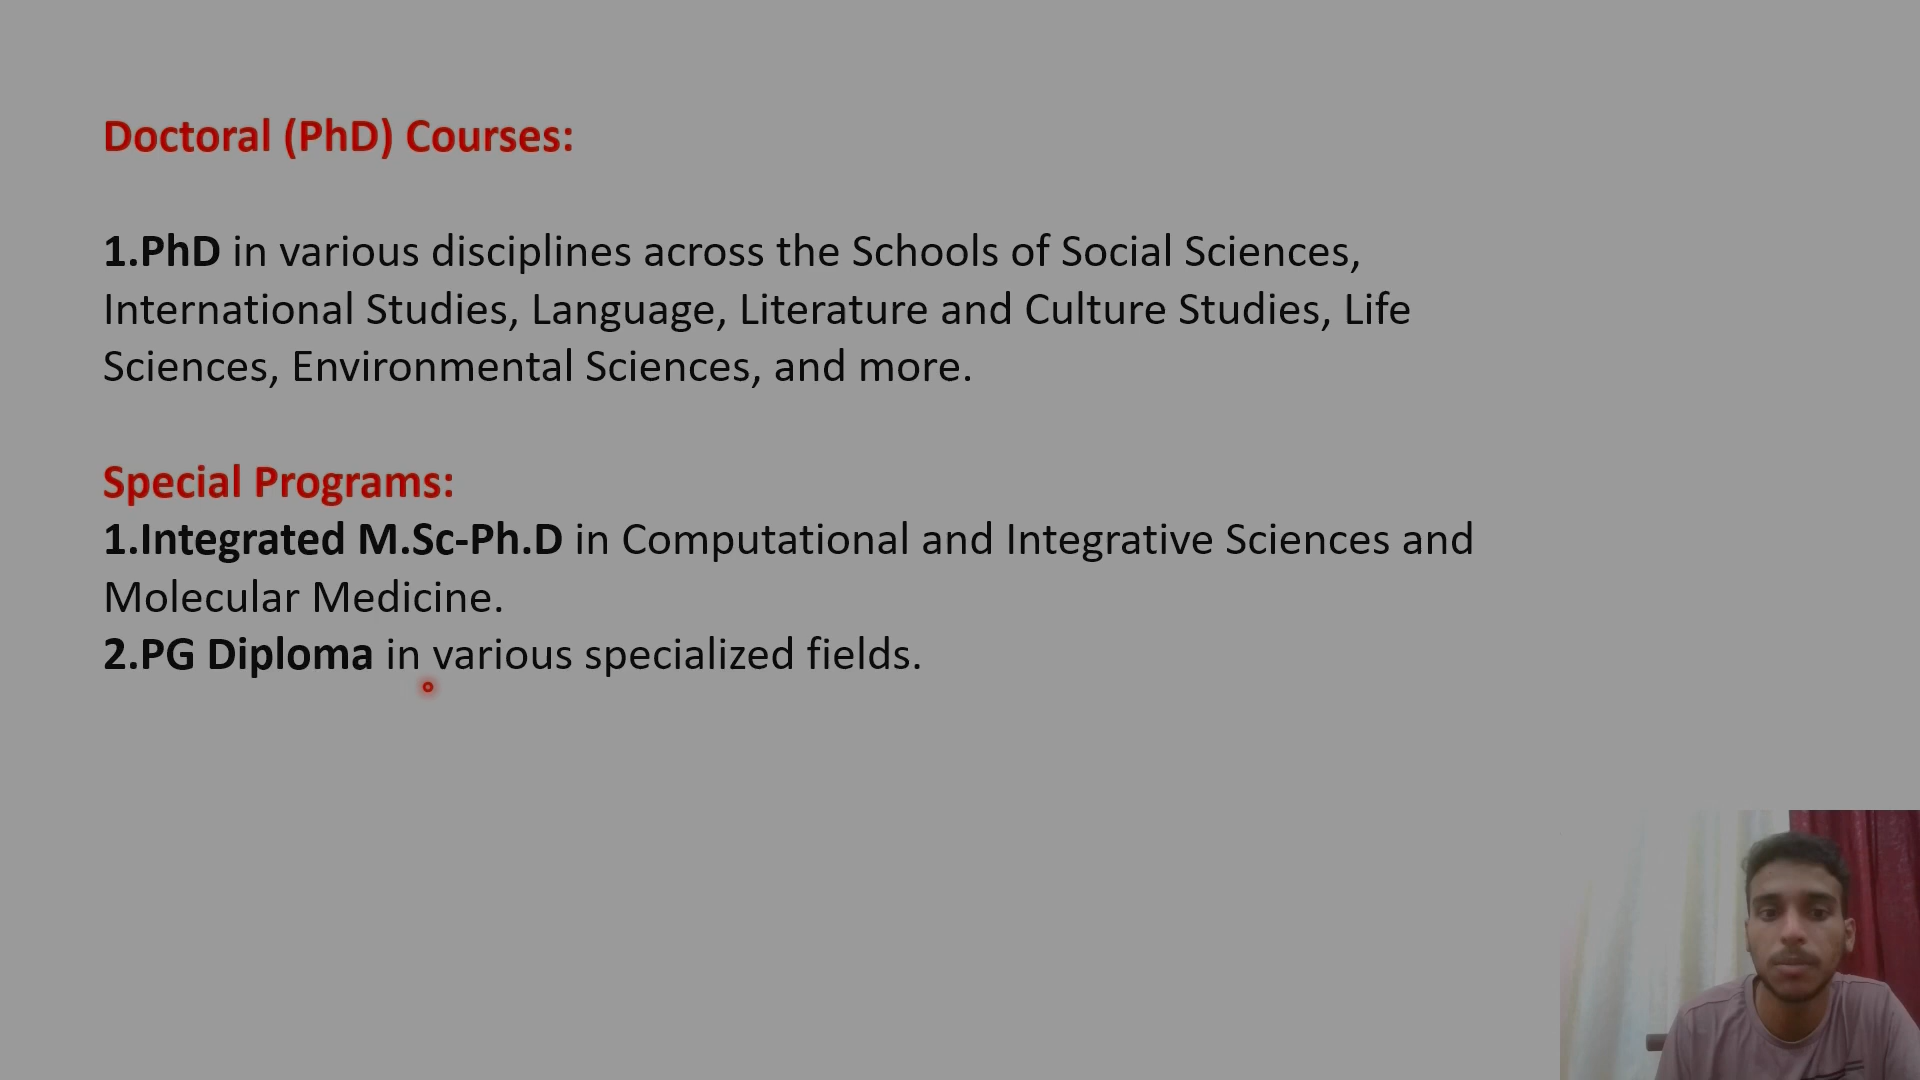 Doctoral (PhD) Courses:
1.PhD in various disciplines across the Schools of Social Sciences,
International Studies, Language, Literature and Culture Studies, Life
Sciences, Environmental Sciences, and more.
Special Programs:
1.Integrated M.Sc-Ph.D in Computational and Integrative Sciences and
Molecular Medicine.
2.PG Diploma in various specialized fields.